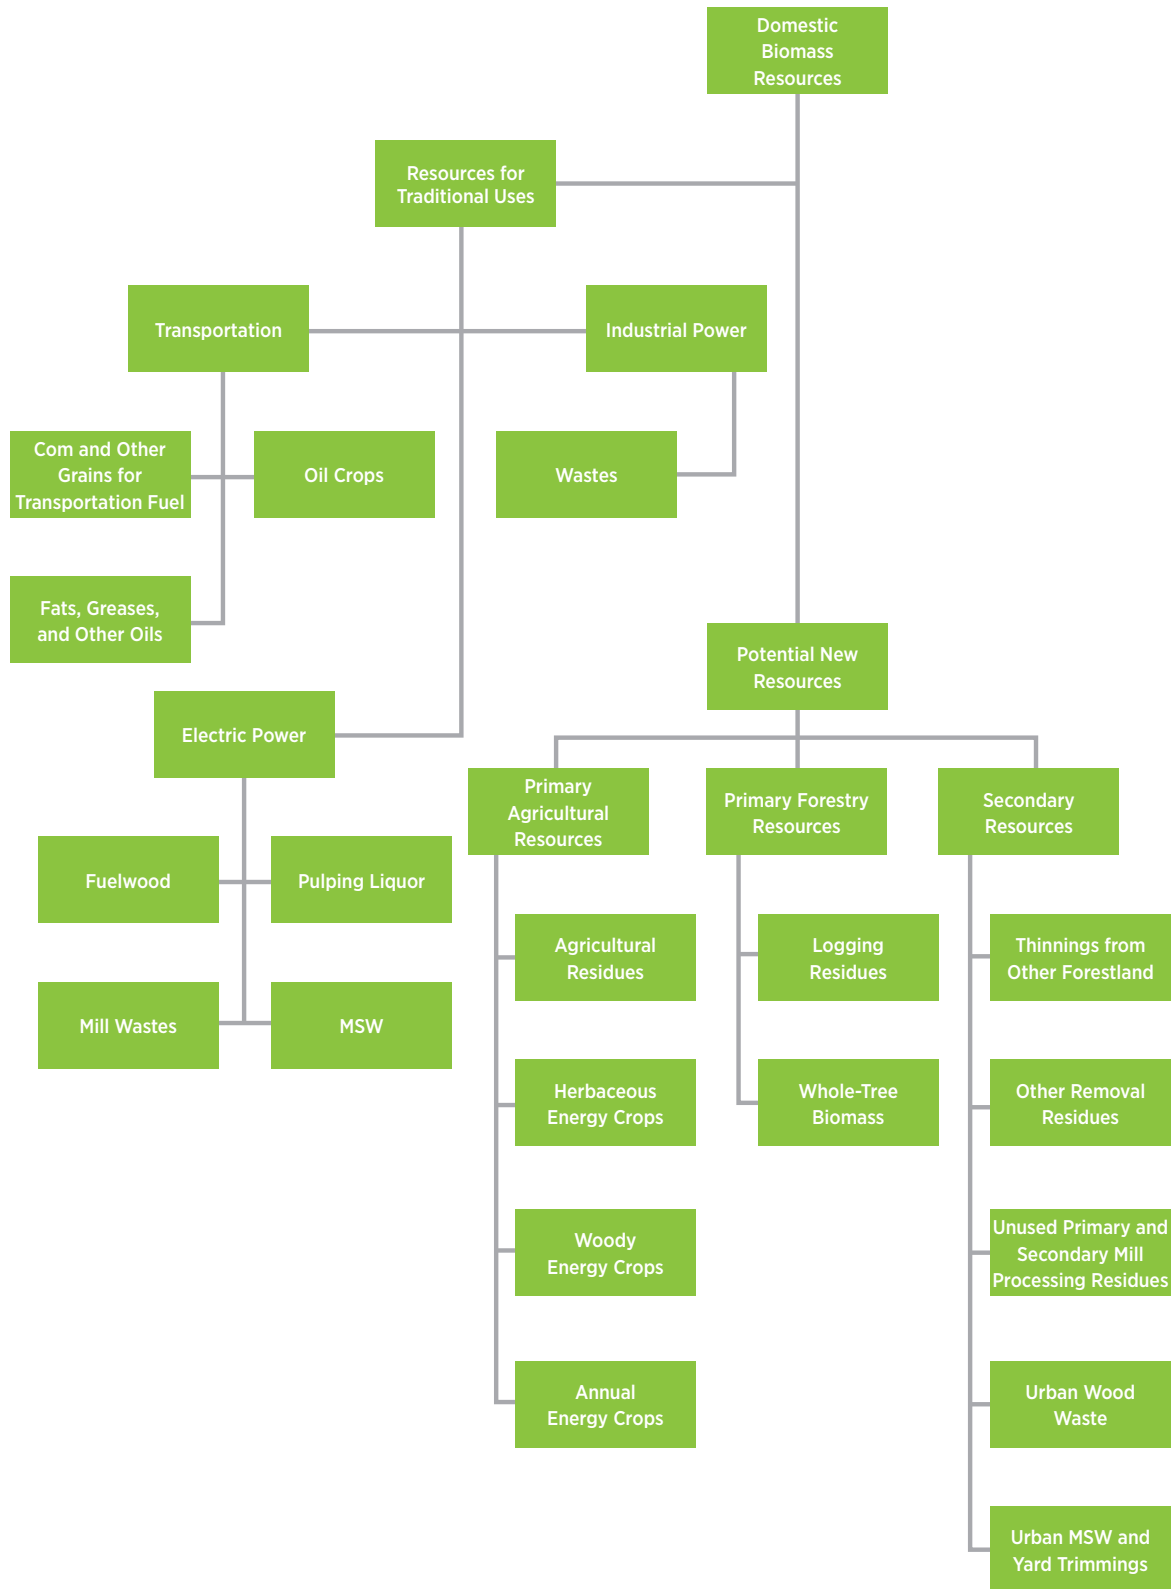 Domestic
Biomass
Resources
Resources for
Traditional Uses
Transportation
Industrial Power
Com and Other
Grains for
Transportation Fuel
Oil Crops
Wastes
Fats, Greases,
and Other Oils
Potential New
Resources
Electric Power
Primary
Agricultural
Resources
Primary Forestry
Resources
Secondary
Resources
Fuelwood
Pulping Liquor
Agricultural
Residues
Logging
Residues
Thinnings from
Other Forestland
Mill Wastes
MSW
Herbaceous
Energy Crops
Whole-Tree
Biomass
Other Removal
Residues
Woody
Energy Crops
Unused Primary and
Secondary Mill
Processing Residues
Annual
Energy Crops
Urban Wood
Waste
Urban MSW and
Yard Trimmings